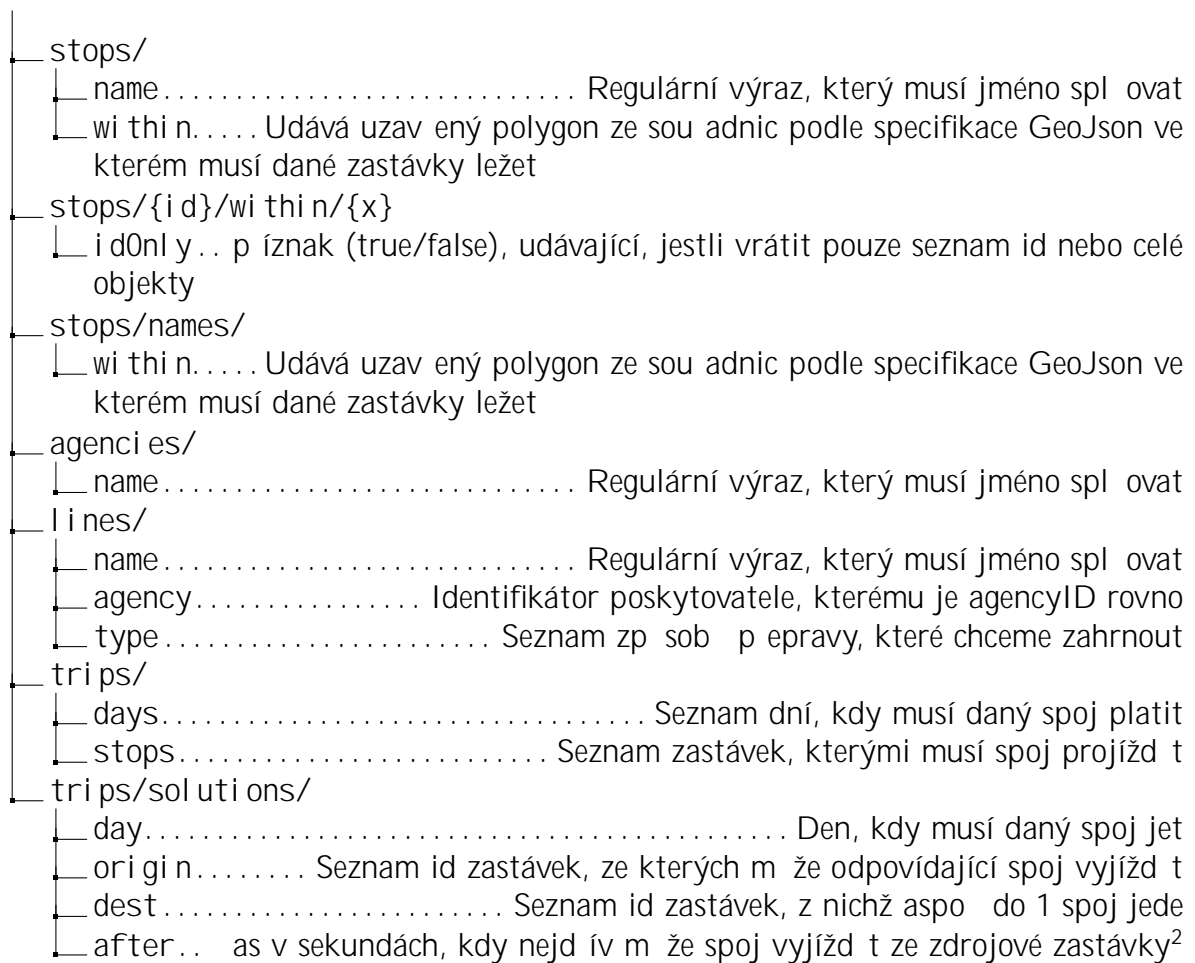 stops/
name............................ Regulární výraz, který musí jméno spl ovat
within..... Udává uzav ený polygon ze sou adnic podle specifikace GeoJson ve
kterém musí dané zastávky ležet
stops/{id}/within/{x}
idOnly.. p íznak (true/false), udávající, jestli vrátit pouze seznam id nebo celé
objekty
stops/names/
within..... Udává uzav ený polygon ze sou adnic podle specifikace GeoJson ve
kterém musí dané zastávky ležet
agencies/
name............................ Regulární výraz, který musí jméno spl ovat
lines/
name............................ Regulární výraz, který musí jméno spl ovat
agency................ Identifikátor poskytovatele, kterému je agencyID rovno
type....................... Seznam zp sob p epravy, které chceme zahrnout
trips/
days.................................. Seznam dní, kdy musí daný spoj platit
stops.......................... Seznam zastávek, kterými musí spoj projížd t
trips/solutions/
day.............................................. Den, kdy musí daný spoj jet
origin........ Seznam id zastávek, ze kterých m že odpovídající spoj vyjížd t
dest........................ Seznam id zastávek, z nichž aspo do 1 spoj jede
after.. as v sekundách, kdy nejd ív m že spoj vyjížd t ze zdrojové zastávky²